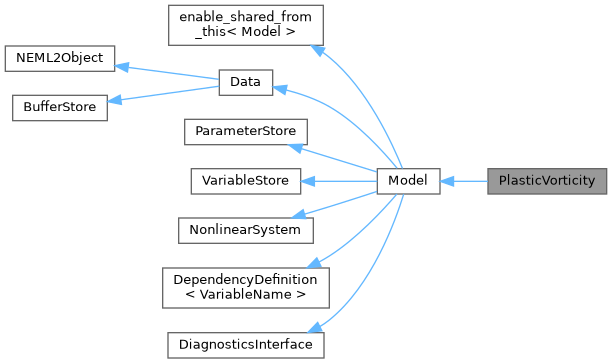 enable_shared_from
_this< Model >
NEML2Object
Data
BufferStore
ParameterStore
VariableStore
Model
PlasticVorticity
NonlinearSystem
DependencyDefinition
< VariableName >
DiagnosticsInterface